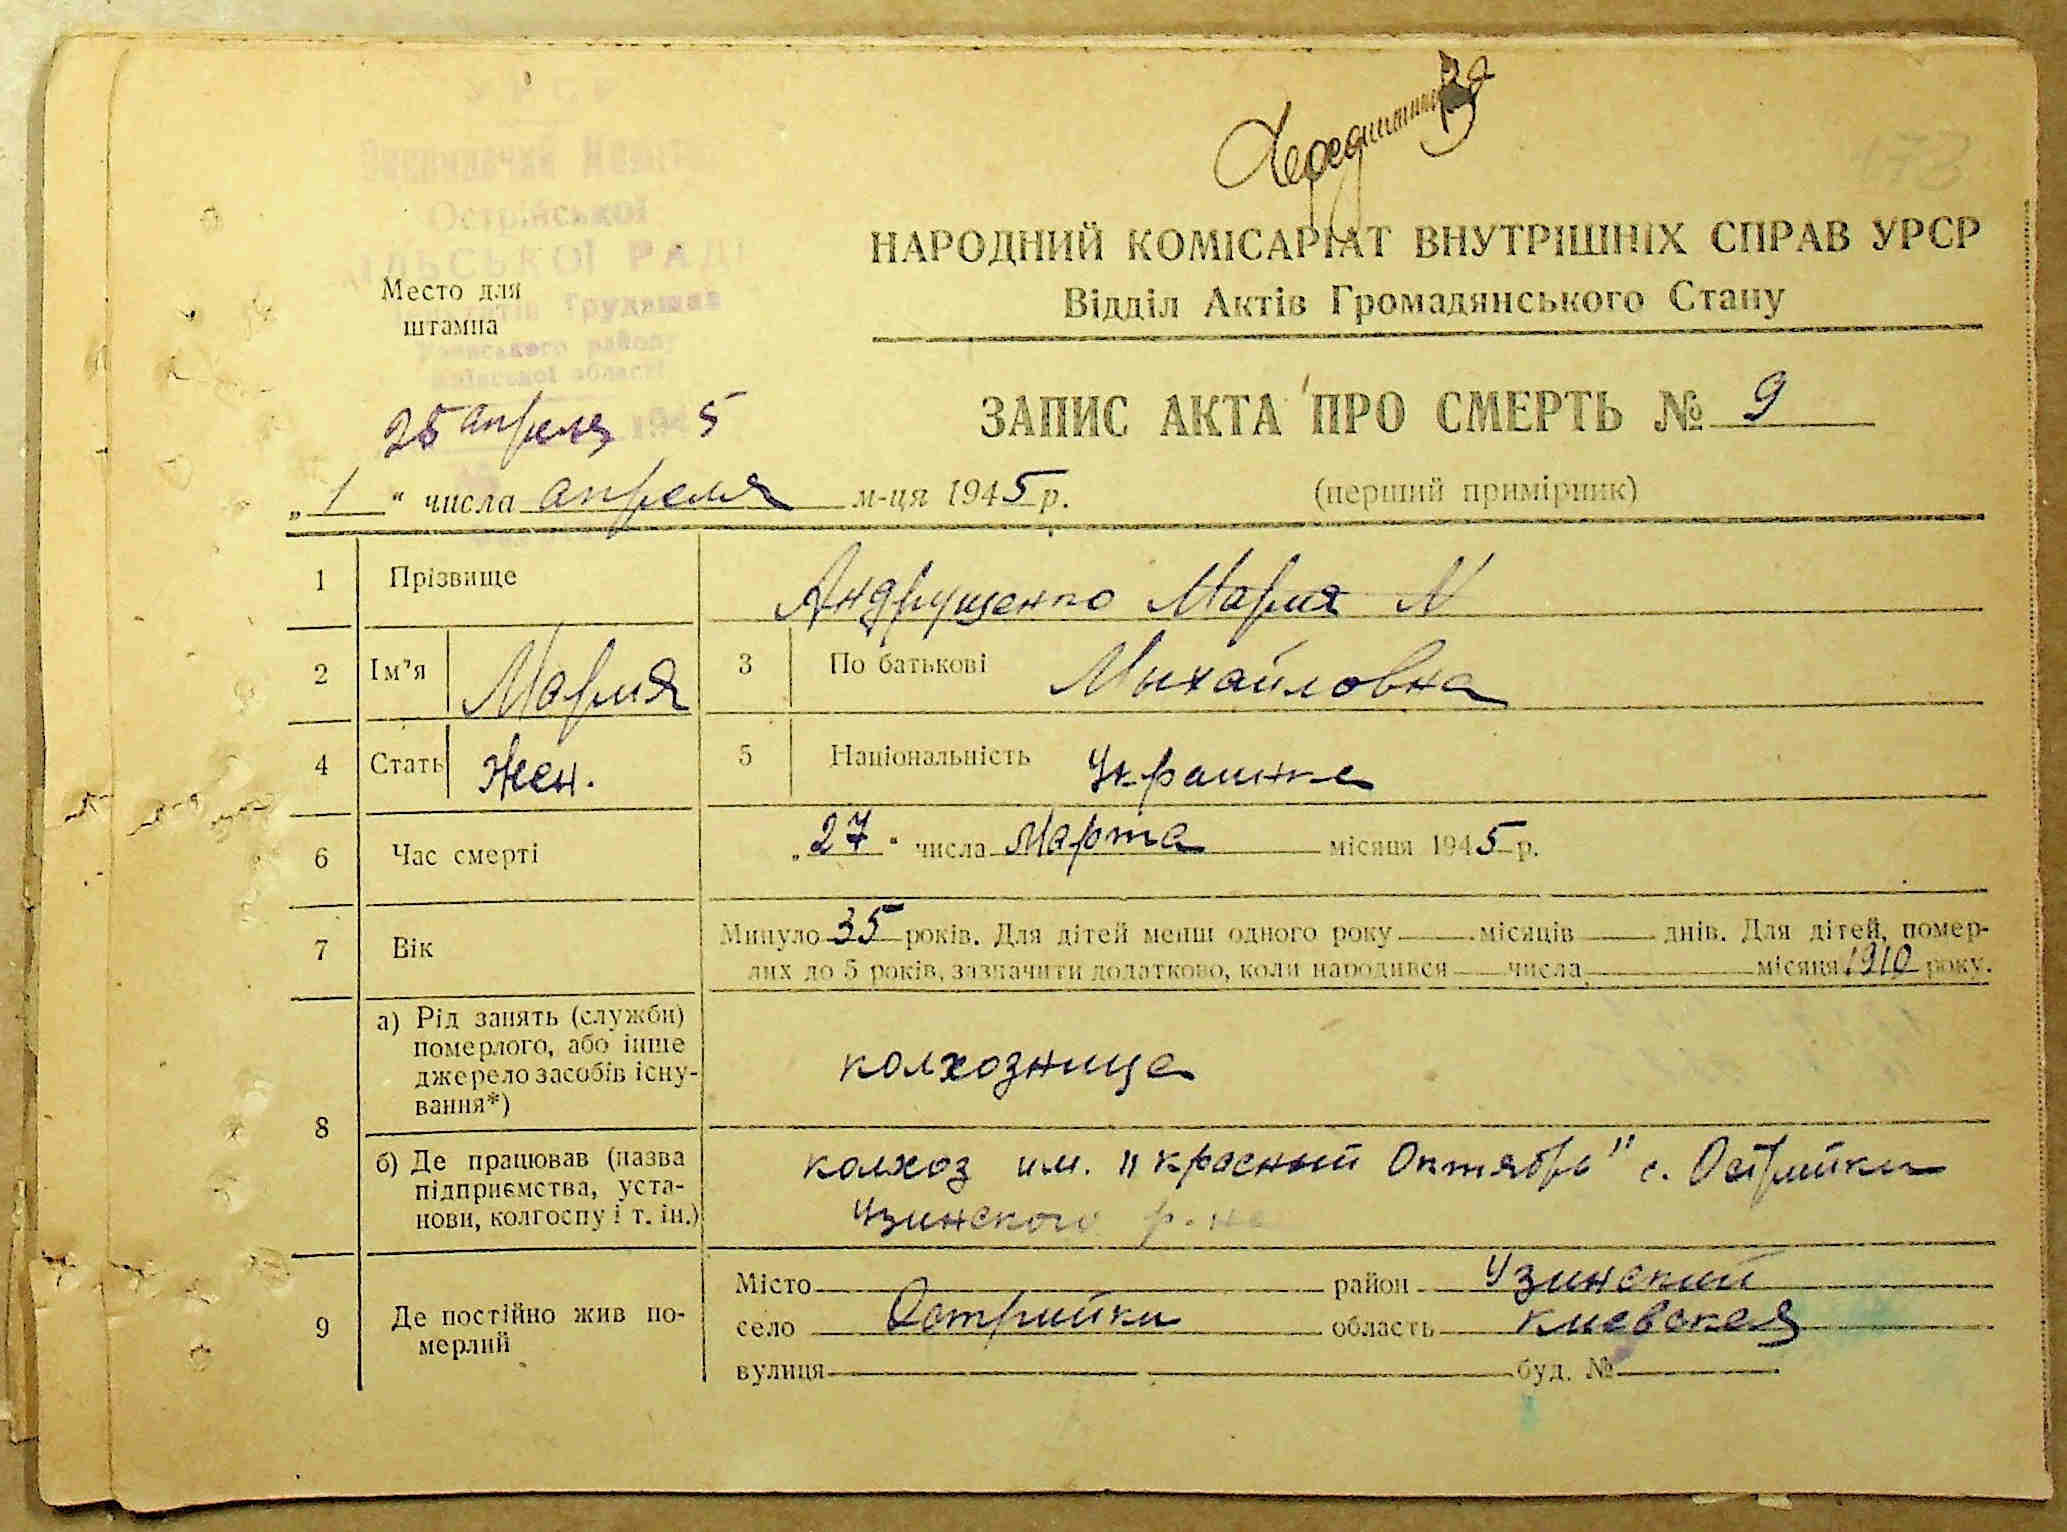 173
УРСР
Виконавчий Коміт
Острійської
ІЛЬСЬКОЇ РАДИ
Трудящих
району
Київської області
Место для
штампа
25 апреля 1945
НАРОДНИЙ КОМІСАРІАТ ВНУТРІШНІХ СПРАВ УРСР
Відділ Актів Громадянського Стану
ЗАПИС АКТА ПРО СМЕРТЬ № 9
„ 1 “ числа апреля м-ця 1945 р. (перший примірник)
1 Прізвище Андрущенко Мария М
2 Ім’я Мария 3 По батькові Михайловна
4 Стать Жен. 5 Національність Украинка
6 Час смерті „27“ числа Марта місяця 1945 р.
7 Вік Минуло 35 років. Для дітей менш одного року місяців днів. Для дітей, помер-
лих до 5 років, зазначити додатково, коли народився числа місяця 1910 року.
8 а) Рід занять (служби)
померлого, або інше
джерело засобів існу-
вання*) колхозница
б) Де працював (назва
підприємства, уста-
нови, колгоспу і т. ін.)
колхоз им. "Красный Октябрь" с. Острийки
Узинского р-на
9 Де постійно жив по-
мерлий
Місто район Узинский
село Острийки область Киевская
вулиця буд. №